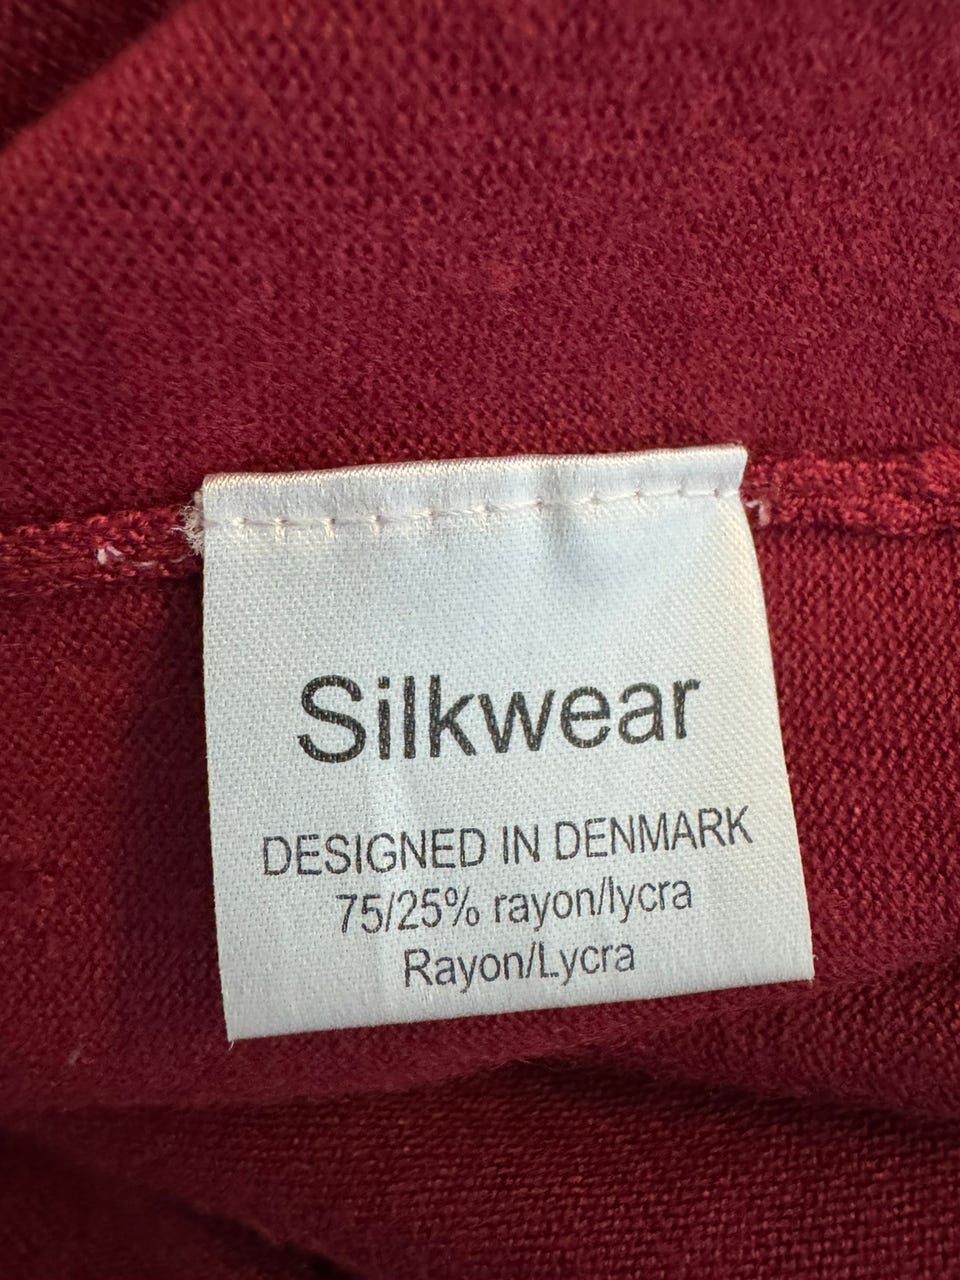 Silkwear
DESIGNED IN DENMARK
75/25% rayon/lycra
Rayon/Lycra